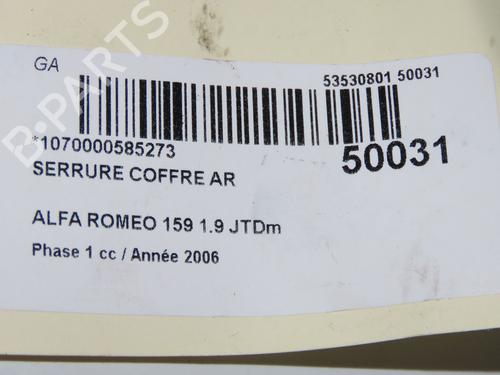 GA
53530801 50031
*1070000585273
50031
SERRURE COFFRE AR
ALFA ROMEO 159 1.9 JTDm
Phase 1 cc / Année 2006
B-PARTS